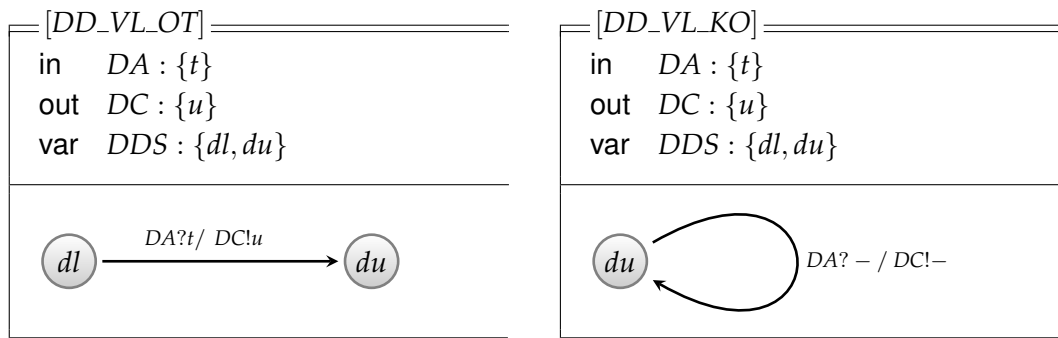 [DD_VL_OT]
in DA : {t}
out DC : {u}
var DDS : {dl, du}
DA?t/ DC!u
dl
du
[DD_VL_KO]
in DA : {t}
out DC : {u}
var DDS : {dl, du}
du
DA? − / DC!−